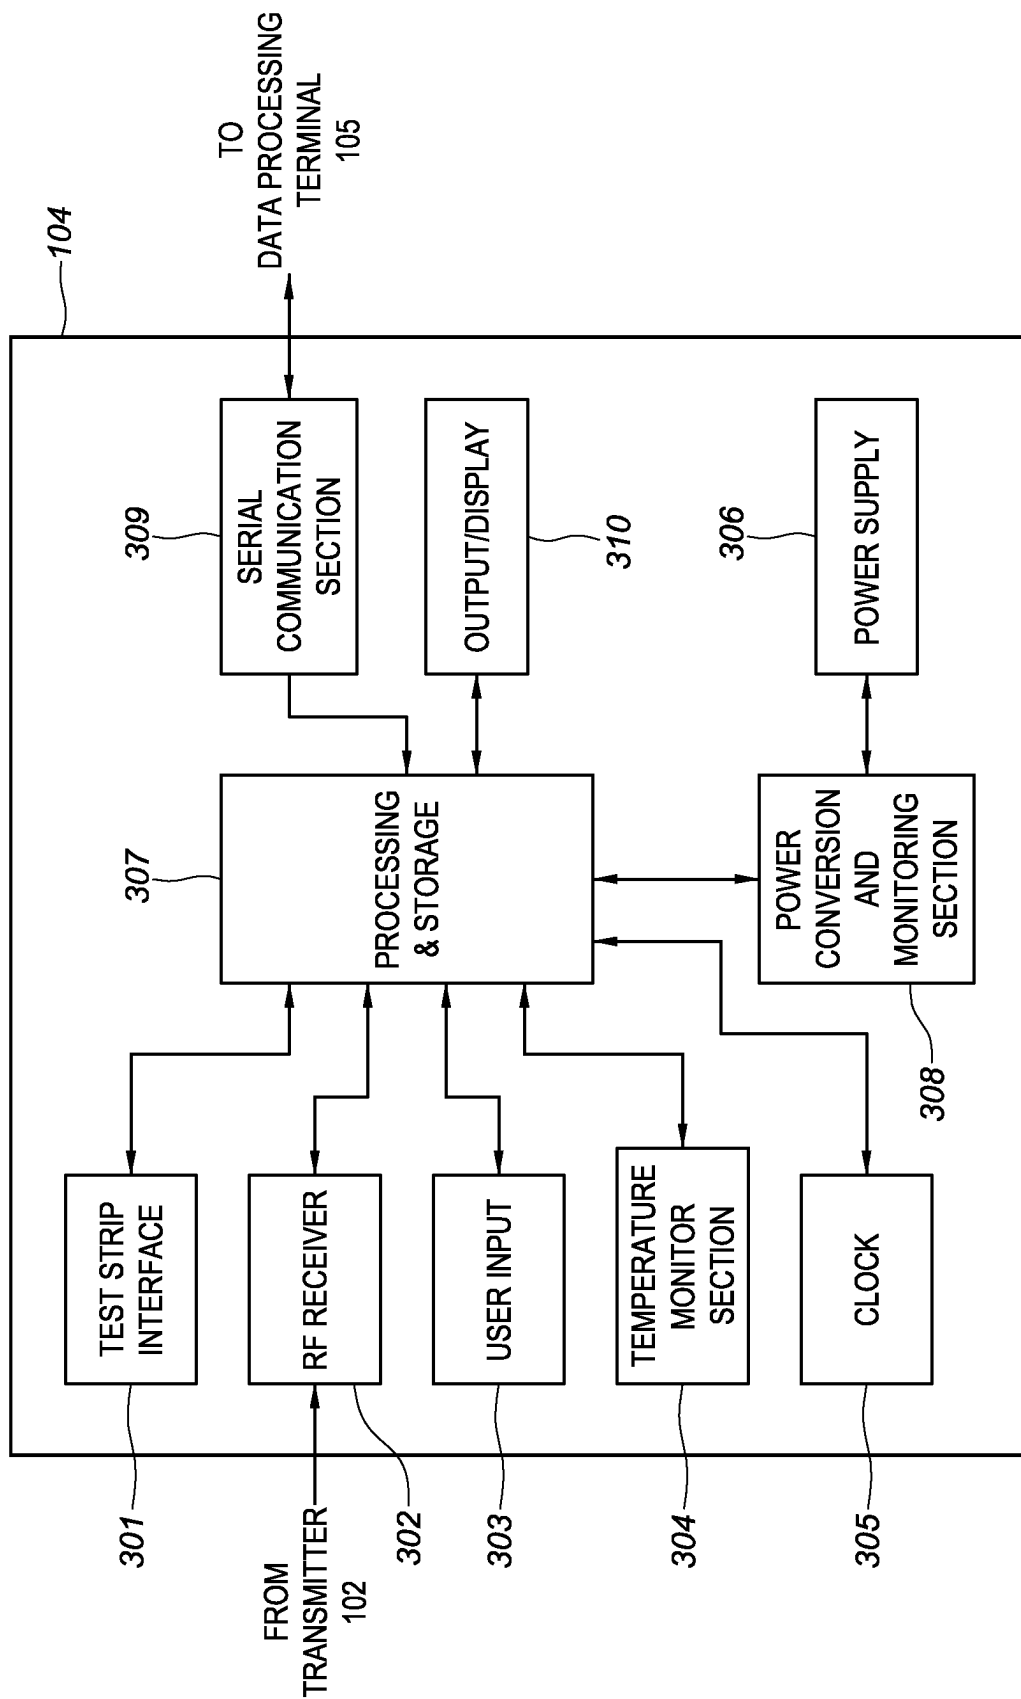 104
TO
DATA PROCESSING
TERMINAL
105
309
SERIAL
COMMUNICATION
SECTION
OUTPUT/DISPLAY
310
306
POWER SUPPLY
307
PROCESSING
& STORAGE
POWER
CONVERSION
AND
MONITORING
SECTION
308
TEST STRIP
INTERFACE
301
RF RECEIVER
302
FROM
TRANSMITTER
102
USER INPUT
303
TEMPERATURE
MONITOR
SECTION
304
CLOCK
305